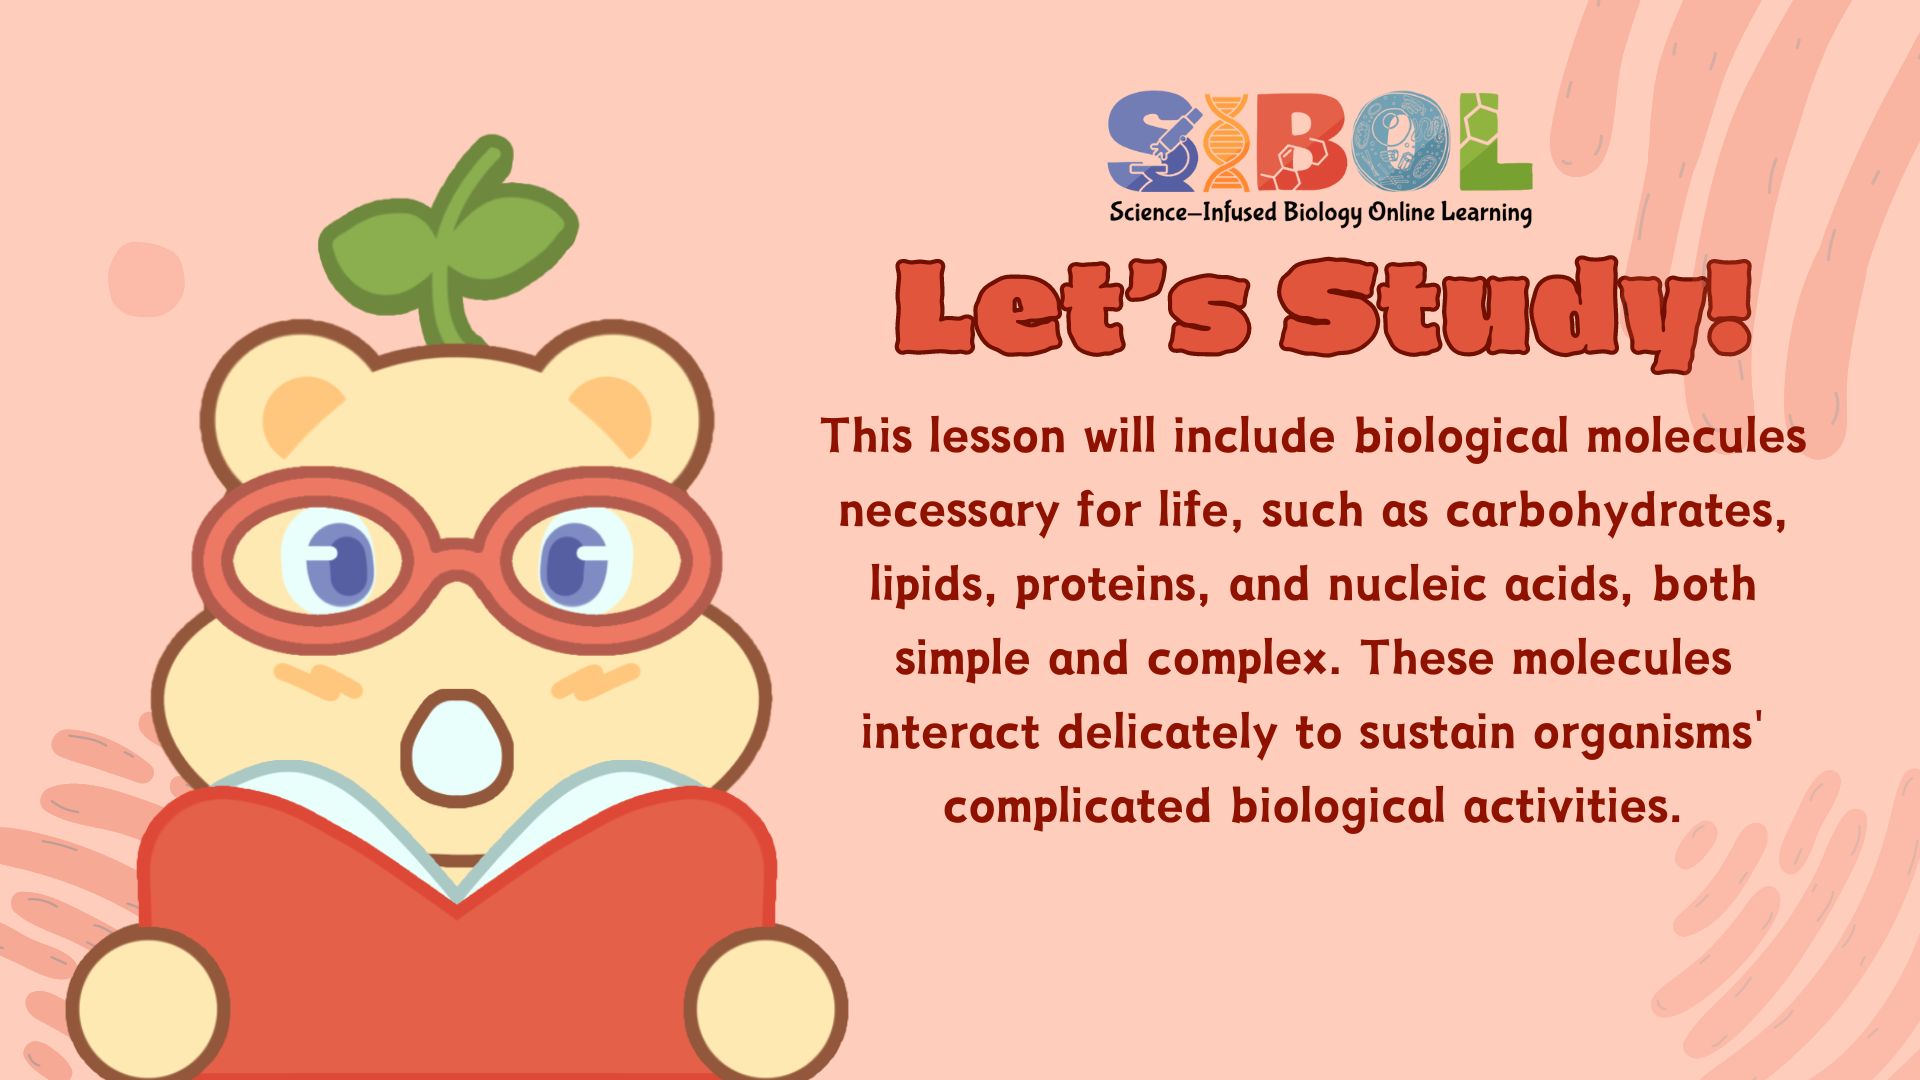 SIBOL
Science-Infused Biology Online Learning
Let's Study!
This lesson will include biological molecules
necessary for life, such as carbohydrates,
lipids, proteins, and nucleic acids, both
simple and complex. These molecules
interact delicately to sustain organisms'
complicated biological activities.